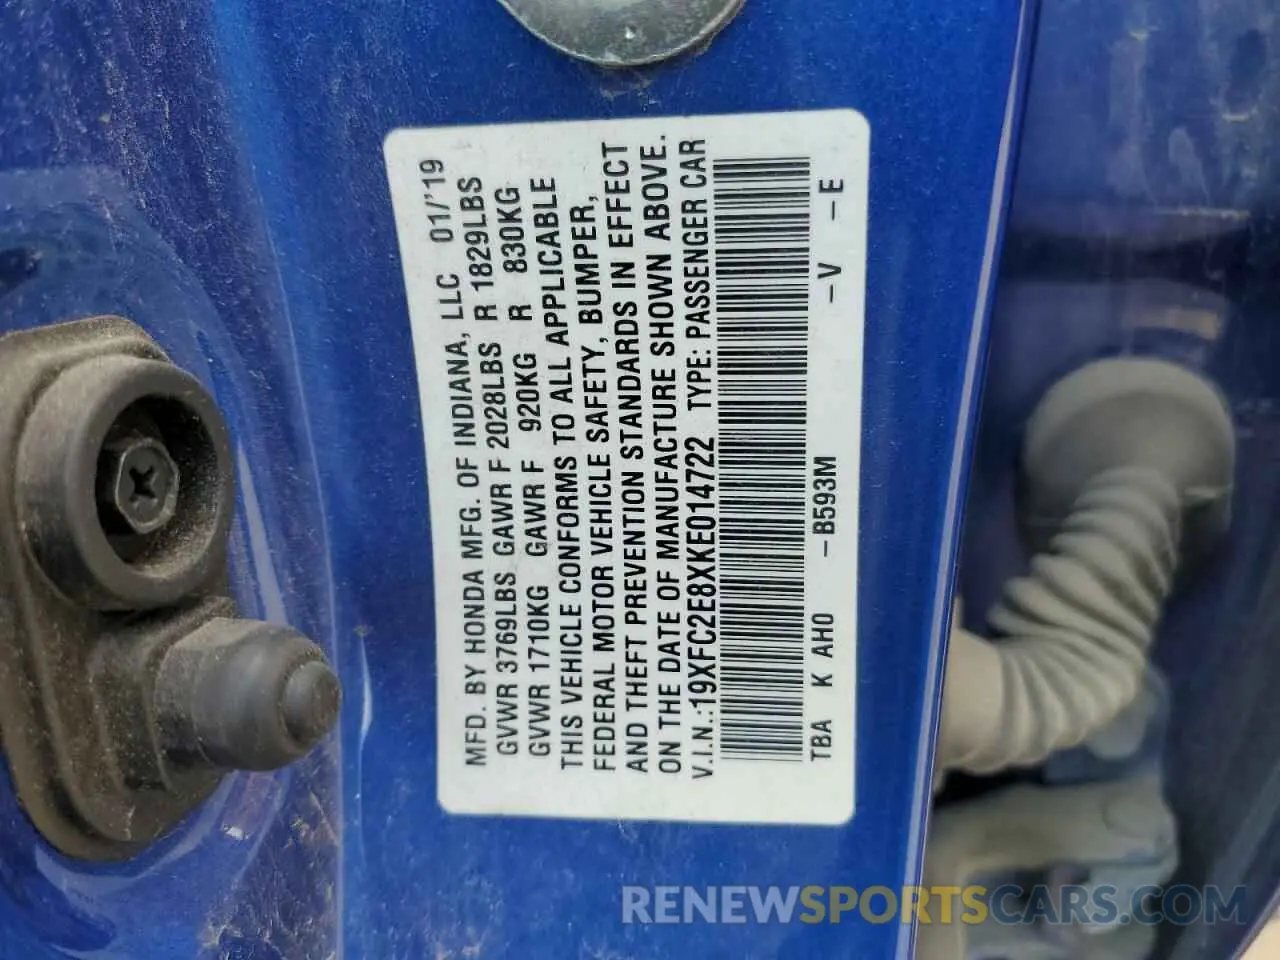 MFD. BY HONDA MFG. OF INDIANA, LLC 01/'19
GVWR 3769LBS GAWR F 2028LBS R 1829LBS
GVWR 1710KG GAWR F 920KG R 830KG
THIS VEHICLE CONFORMS TO ALL APPLICABLE
FEDERAL MOTOR VEHICLE SAFETY, BUMPER,
AND THEFT PREVENTION STANDARDS IN EFFECT
ON THE DATE OF MANUFACTURE SHOWN ABOVE.
V.I.N.:19XFC2E8XKE014722 TYPE: PASSENGER CAR
TBA K AH0 -B593M -V -E
RENEWSPORTSCARS.COM